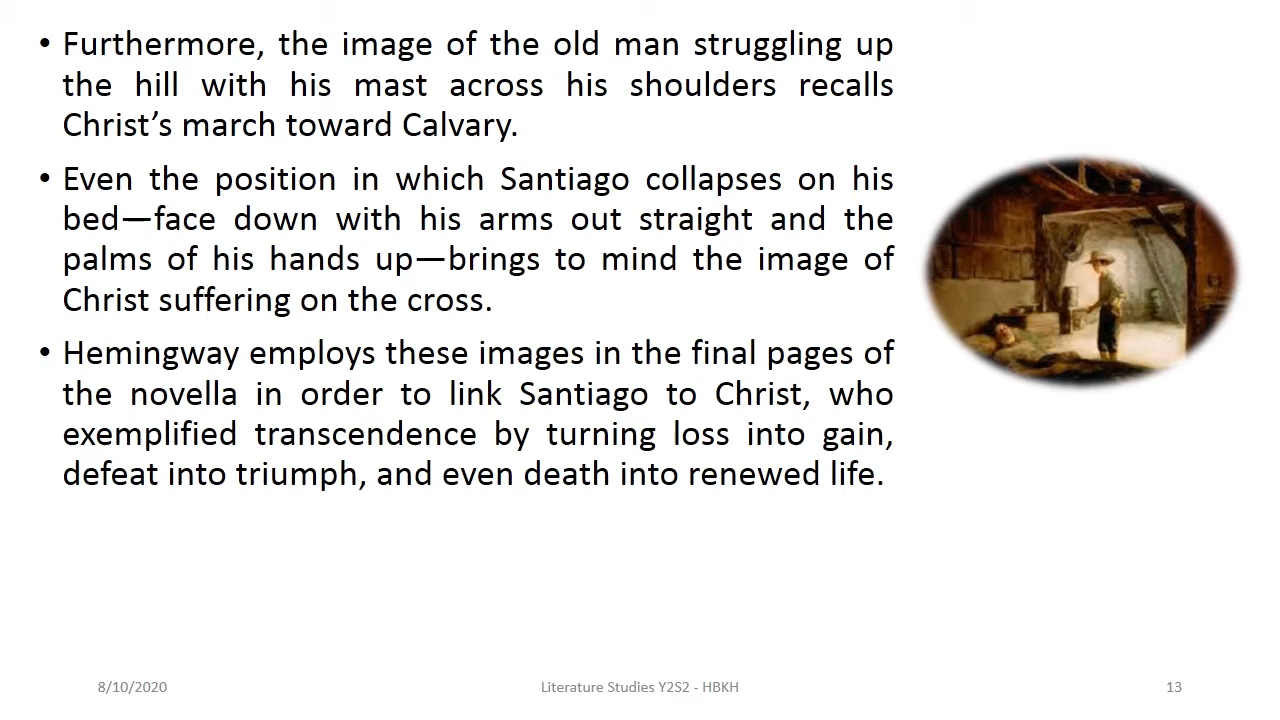 • Furthermore, the image of the old man struggling up
the hill with his mast across his shoulders recalls
Christ’s march toward Calvary.
• Even the position in which Santiago collapses on his
bed—face down with his arms out straight and the
palms of his hands up—brings to mind the image of
Christ suffering on the cross.
• Hemingway employs these images in the final pages of
the novella in order to link Santiago to Christ, who
exemplified transcendence by turning loss into gain,
defeat into triumph, and even death into renewed life.
8/10/2020
Literature Studies Y2S2 - HBKH
13